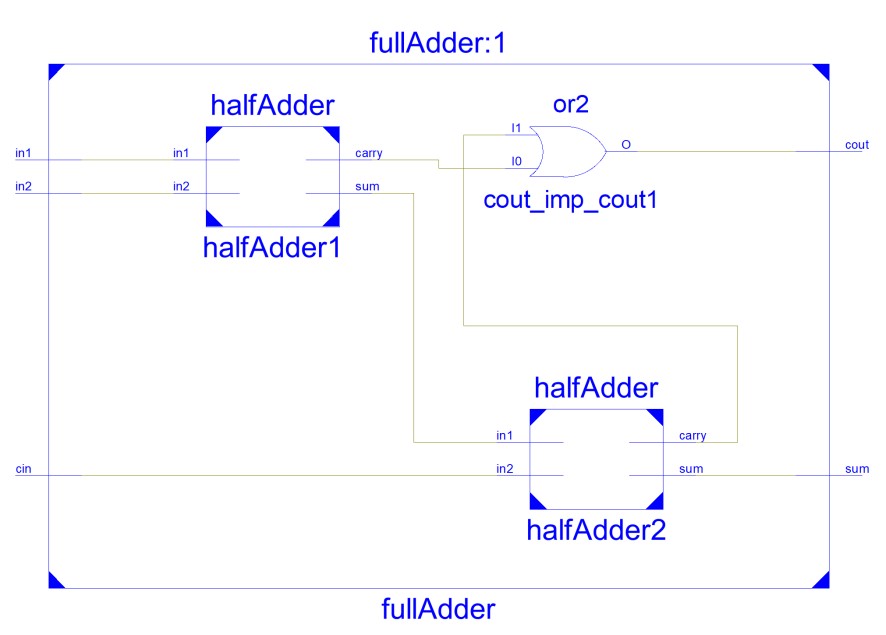 fullAdder:1
halfAdder
or2
in1
in1
carry
I1
O
cout
I0
in2
in2
sum
cout_imp_cout1
halfAdder1
halfAdder
in1
carry
cin
in2
sum
sum
halfAdder2
fullAdder